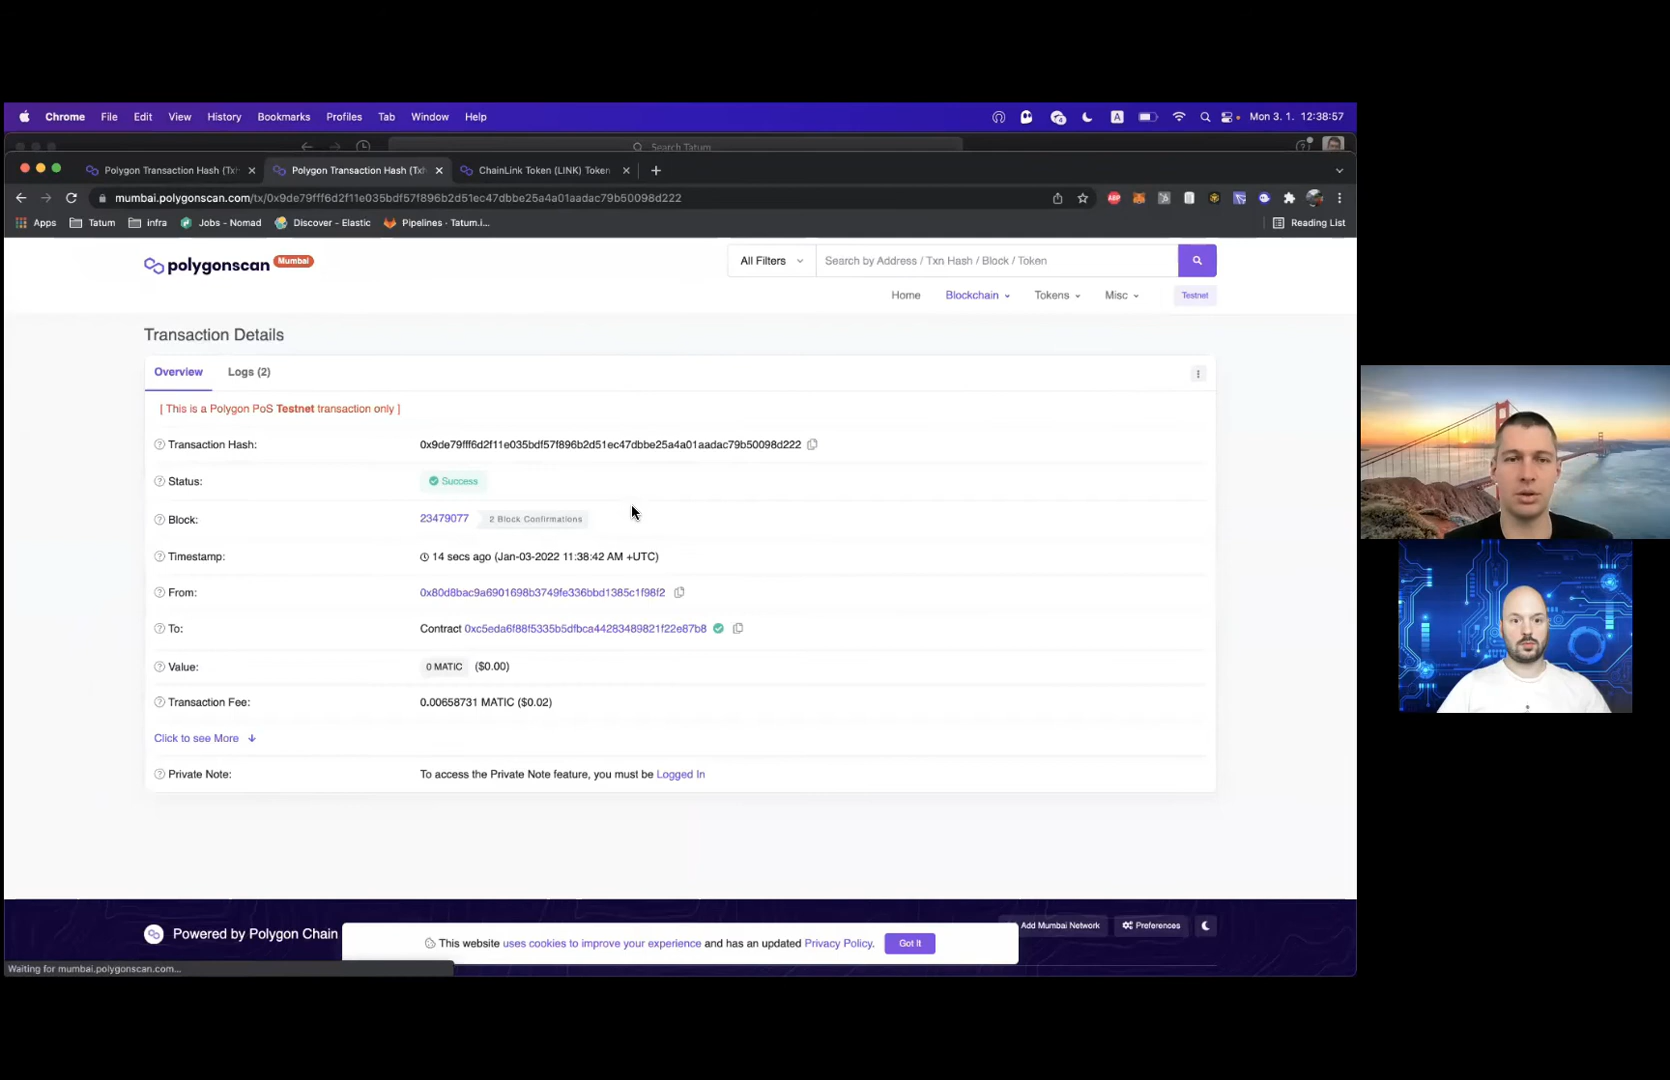 Chrome File Edit View History Bookmarks Profiles Tab Window Help A Mon 3. 1. 12:38:57
Search Tatum
Polygon Transaction Hash (Txh Polygon Transaction Hash (Txh ChainLink Token (LINK) Token
mumbai.polygonscan.com/tx/0x9de79fff6d2f11e035bdf57f896b2d51ec47dbbe25a4a01aadac79b50098d222
Apps Tatum infra Jobs - Nomad Discover - Elastic Pipelines · Tatum.i... Reading List
polygonscan Mumbai
All Filters Search by Address / Txn Hash / Block / Token
Home Blockchain Tokens Misc Testnet
Transaction Details
Overview Logs (2)
[ This is a Polygon PoS Testnet transaction only ]
Transaction Hash: 0x9de79fff6d2f11e035bdf57f896b2d51ec47dbbe25a4a01aadac79b50098d222
Status: Success
Block: 23479077 2 Block Confirmations
Timestamp: 14 secs ago (Jan-03-2022 11:38:42 AM +UTC)
From: 0x80d8bac9a6901698b3749fe336bbd1385c1f98f2
To: Contract 0xc5eda6f88f5335b5dfbca44283489821f22e87b8
Value: 0 MATIC ($0.00)
Transaction Fee: 0.00658731 MATIC ($0.02)
Click to see More
Private Note: To access the Private Note feature, you must be Logged In
Powered by Polygon Chain
Add Mumbai Network Preferences
This website uses cookies to improve your experience and has an updated Privacy Policy. Got It
Waiting for mumbai.polygonscan.com...